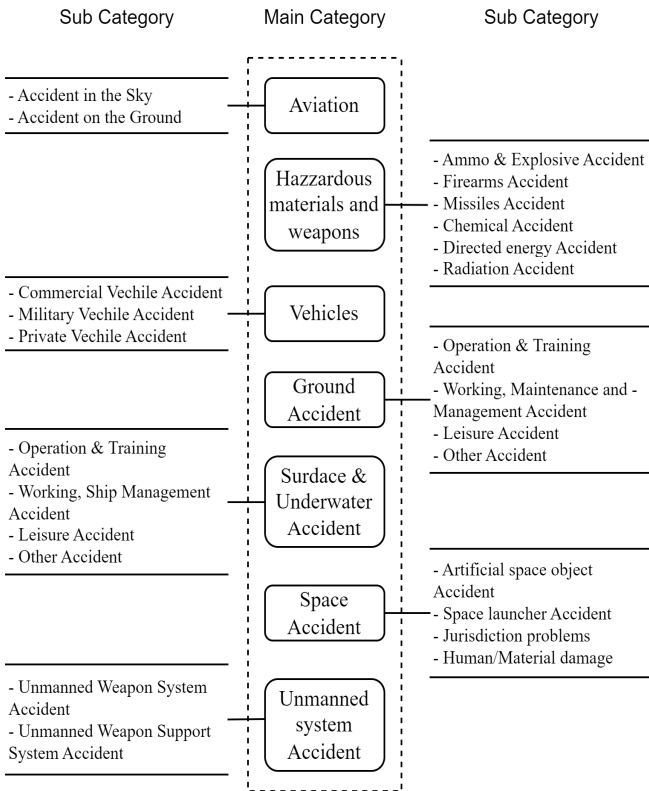 Sub Category
Main Category
Sub Category
- Accident in the Sky
- Accident on the Ground
Aviation
Hazzardous
materials and
weapons
- Ammo & Explosive Accident
- Firearms Accident
- Missiles Accident
- Chemical Accident
- Directed energy Accident
- Radiation Accident
- Commercial Vechile Accident
- Military Vechile Accident
- Private Vechile Accident
Vehicles
Ground
Accident
- Operation & Training
Accident
- Working, Maintenance and -
Management Accident
- Leisure Accident
- Other Accident
- Operation & Training
Accident
- Working, Ship Management
Accident
- Leisure Accident
- Other Accident
Surdace &
Underwater
Accident
Space
Accident
- Artificial space object
Accident
- Space launcher Accident
- Jurisdiction problems
- Human/Material damage
- Unmanned Weapon System
Accident
- Unmanned Weapon Support
System Accident
Unmanned
system
Accident